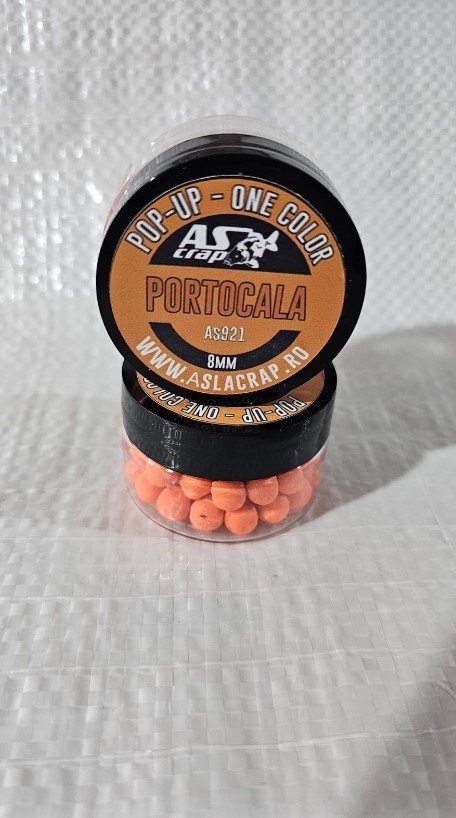 POP-UP - ONE COLOR
AS
crap
PORTOCALA
AS921
8MM
WWW.ASLACRAP.RO
POP-UP - ONE COLOR